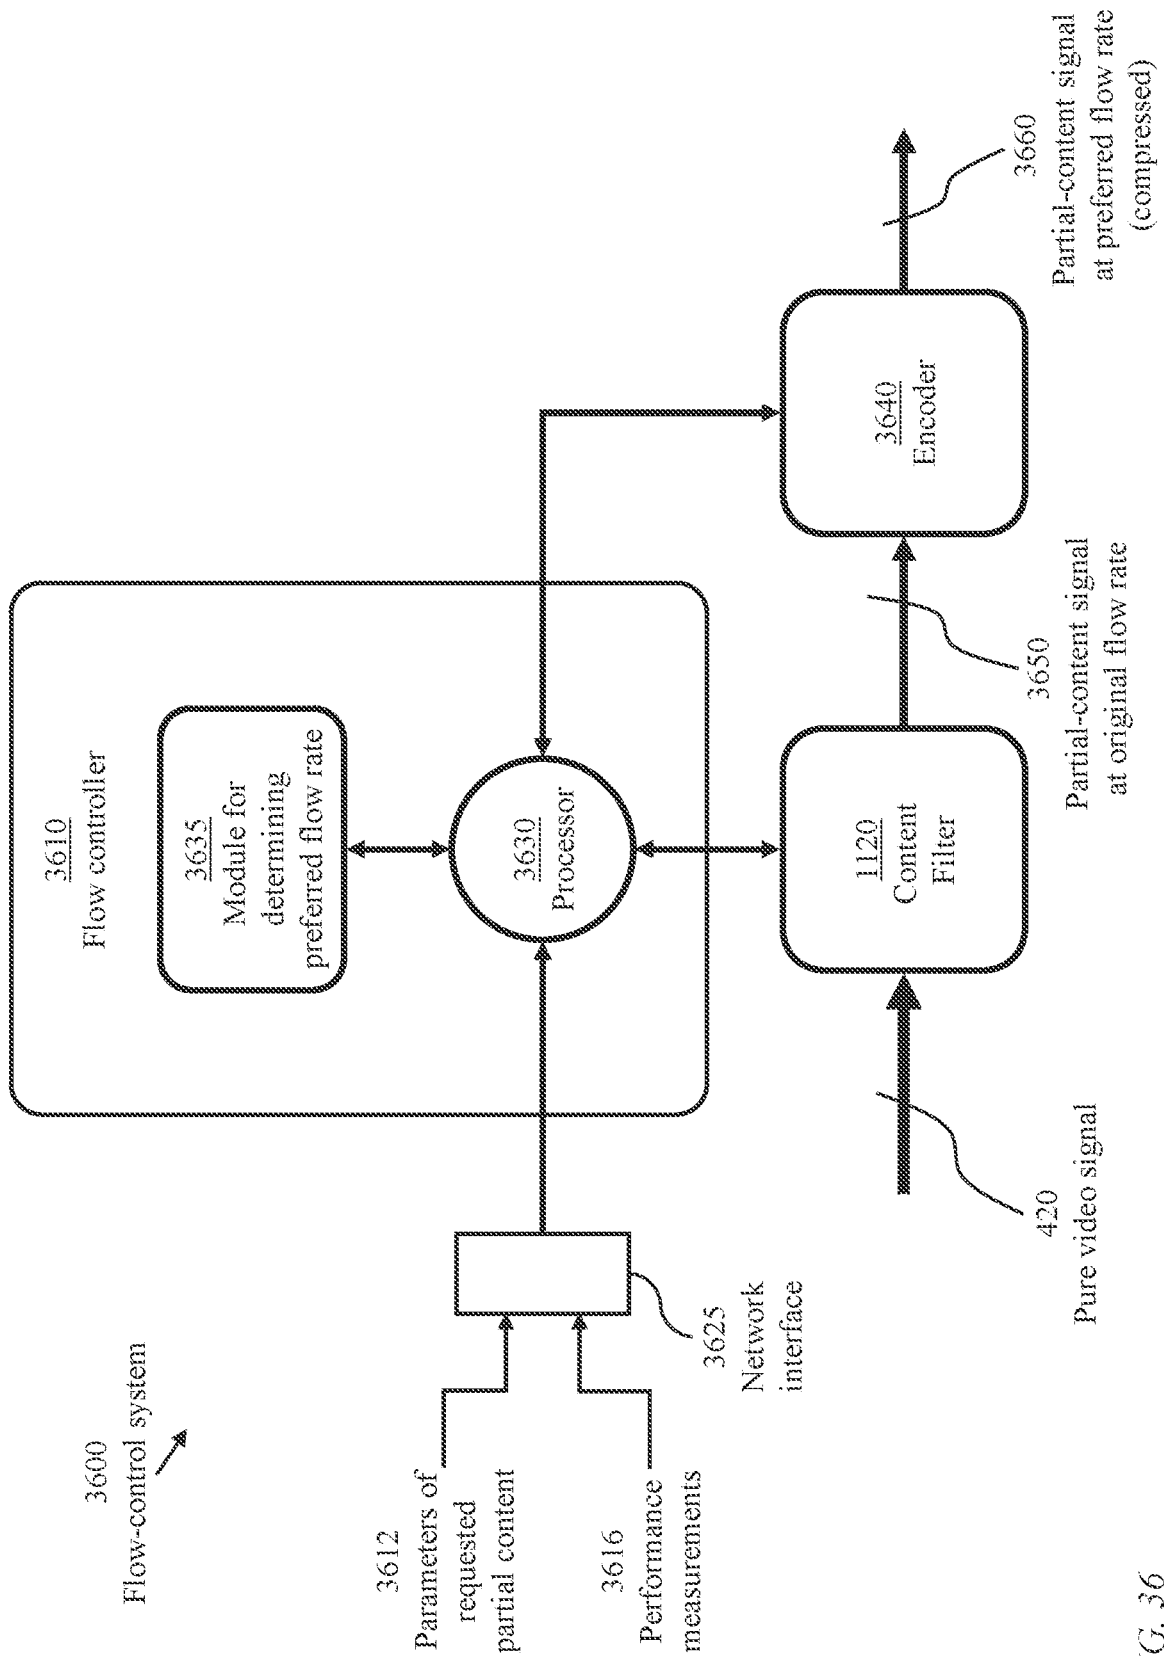 3600
Flow-control system
3610
Flow controller
3635
Module for
determining
preferred flow rate
3612
Parameters of
requested
partial content
3616
Performance
measurements
3625
Network
interface
3630
Processor
1120
Content
Filter
3640
Encoder
420
Pure video signal
3650
Partial-content signal
at original flow rate
3660
Partial-content signal
at preferred flow rate
(compressed)
G. 36